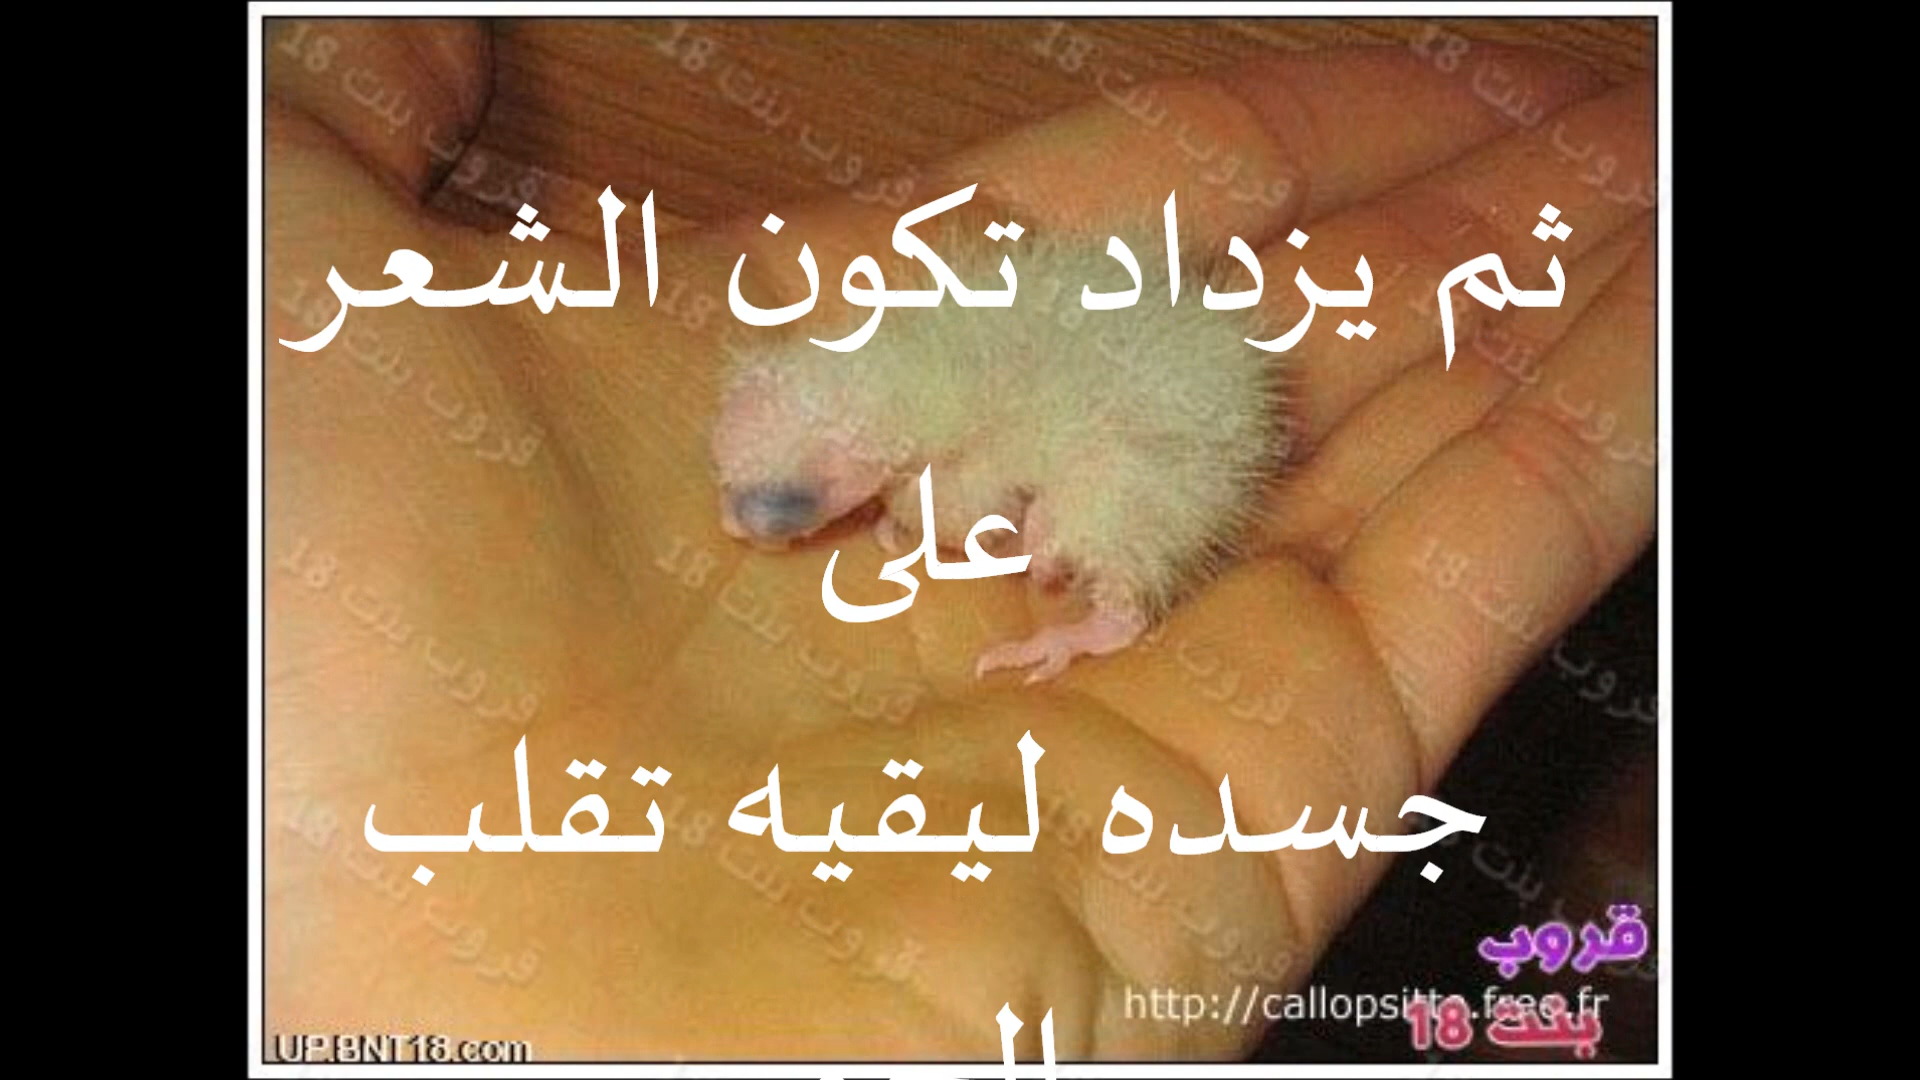 ثم يزداد تكون الشعر
على
جسده ليقيه تقلب
قروب
بنت 18
http://callopsitte.free.fr
UP.BNT18.com